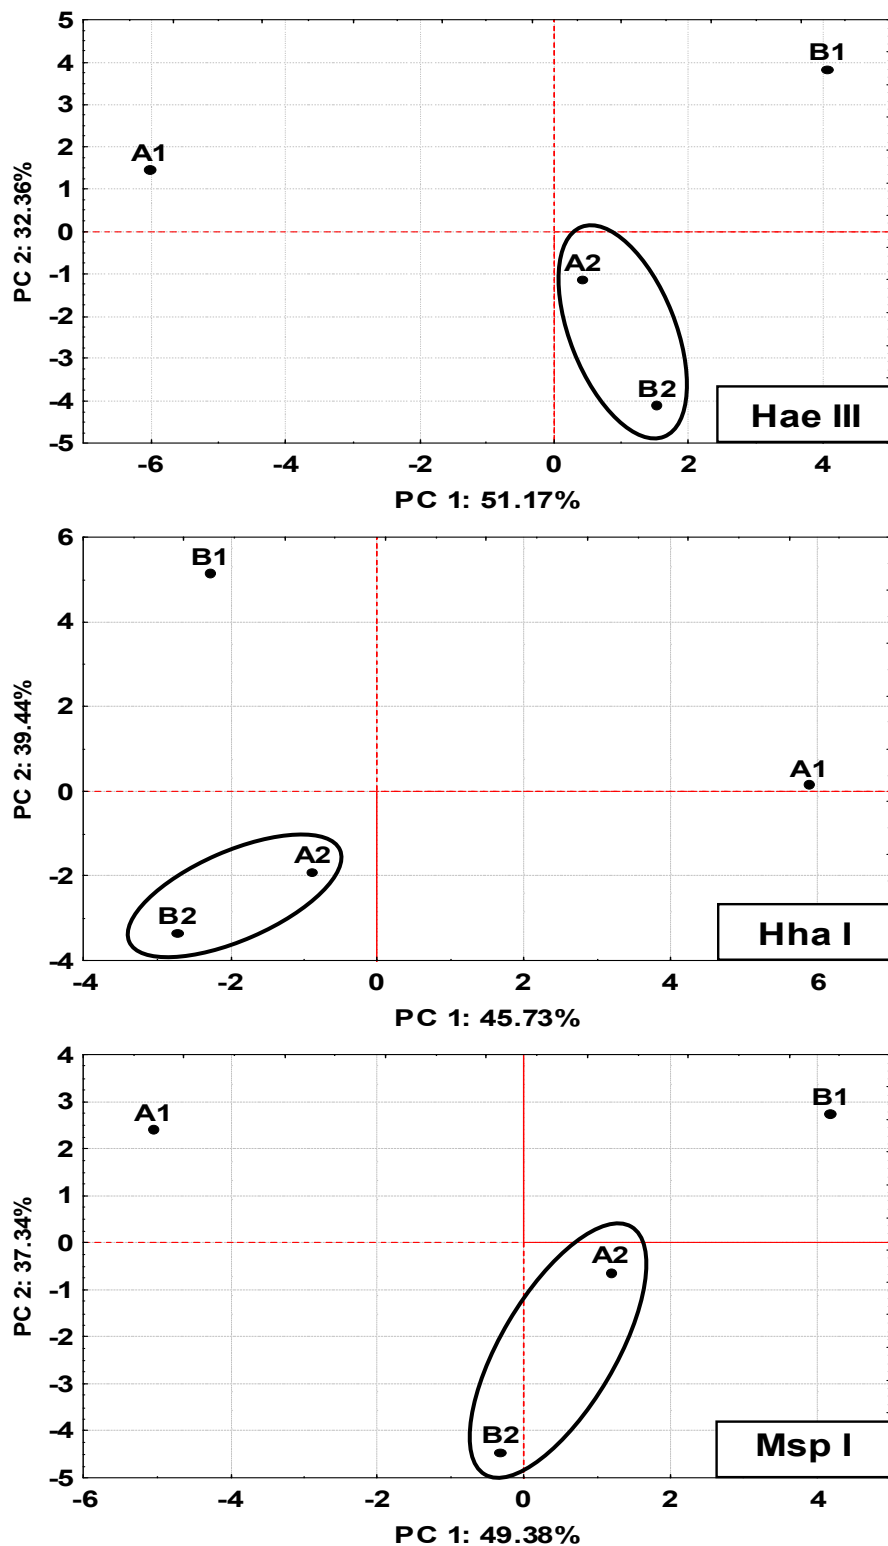 5
B1
4
3
2
A1
1
0
-1
A2
-2
-3
B2
-4
Hae III
-5
-6
-4
-2
0
2
4
PC 2: 32.36%
PC 1: 51.17%
6
B1
4
2
A1
0
A2
-2
B2
Hha I
-4
-4
-2
0
2
4
6
PC 2: 39.44%
PC 1: 45.73%
4
B1
3
A1
2
1
0
A2
-1
-2
-3
-4
B2
Msp I
-5
-6
-4
-2
0
2
4
PC 2: 37.34%
PC 1: 49.38%